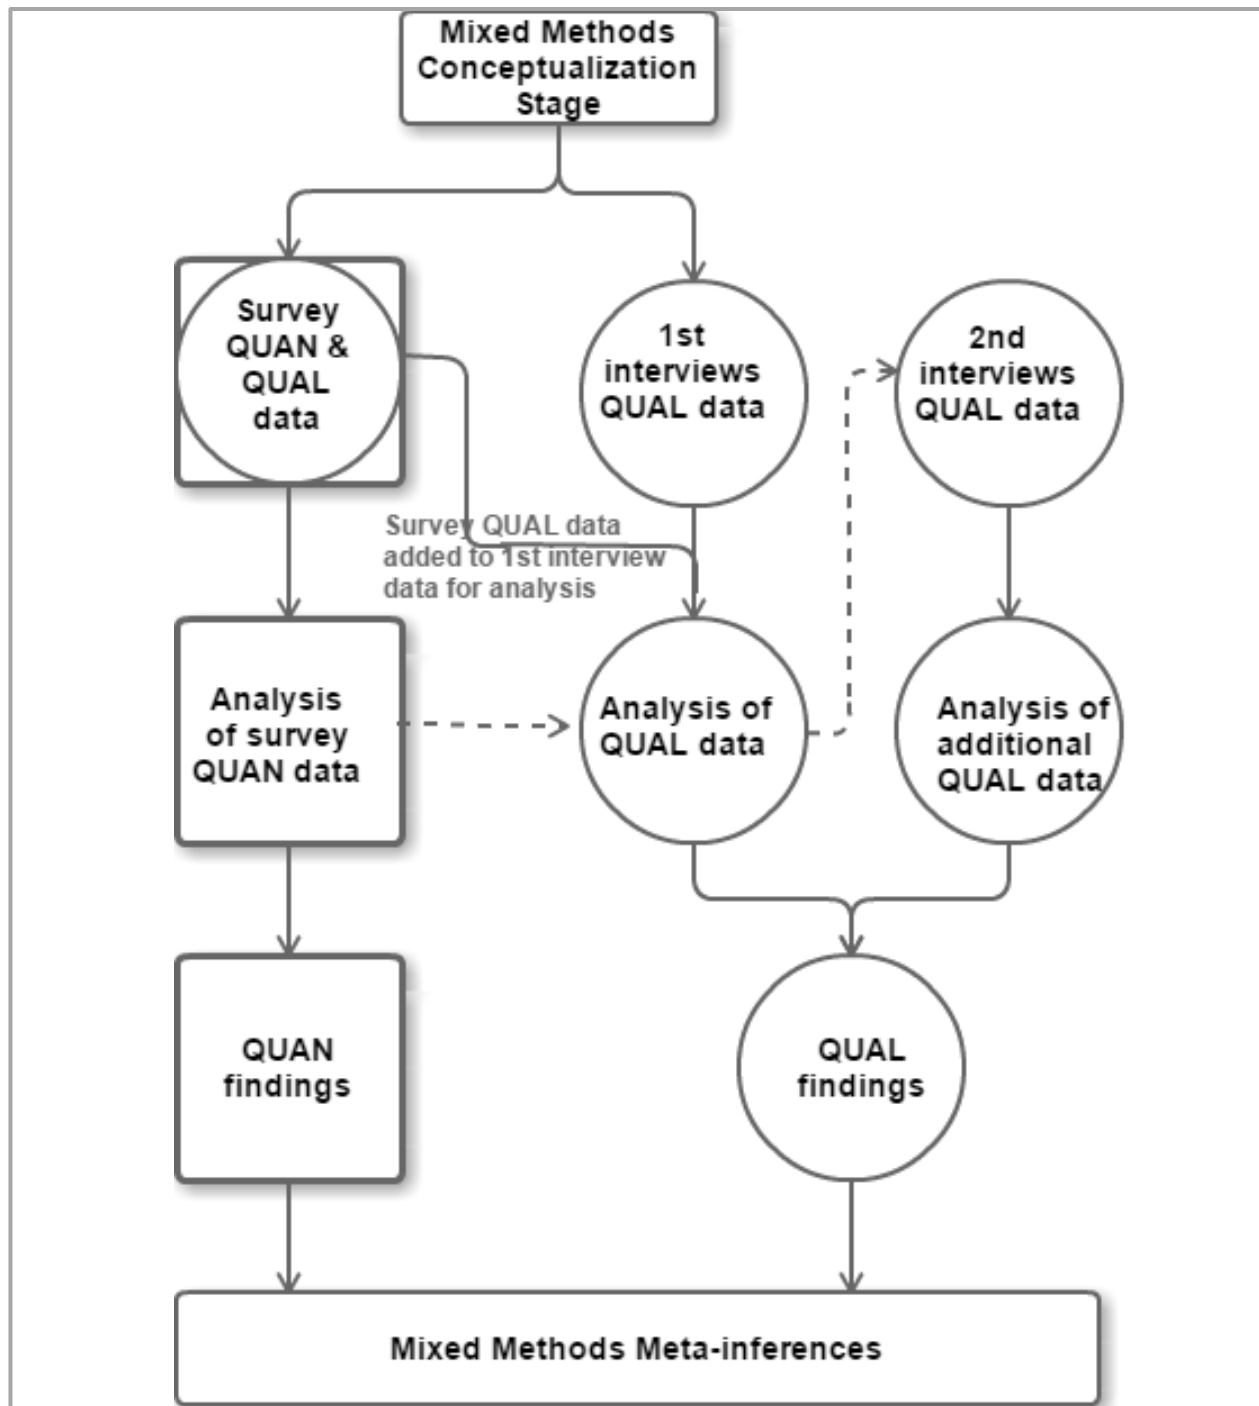 Mixed Methods
Conceptualization
Stage
Survey
QUAN &
QUAL
data
1st
interviews
QUAL data
2nd
interviews
QUAL data
Survey QUAL data
added to 1st interview
data for analysis
Analysis
of survey
QUAN data
Analysis of
QUAL data
Analysis of
additional
QUAL data
QUAN
findings
QUAL
findings
Mixed Methods Meta-inferences